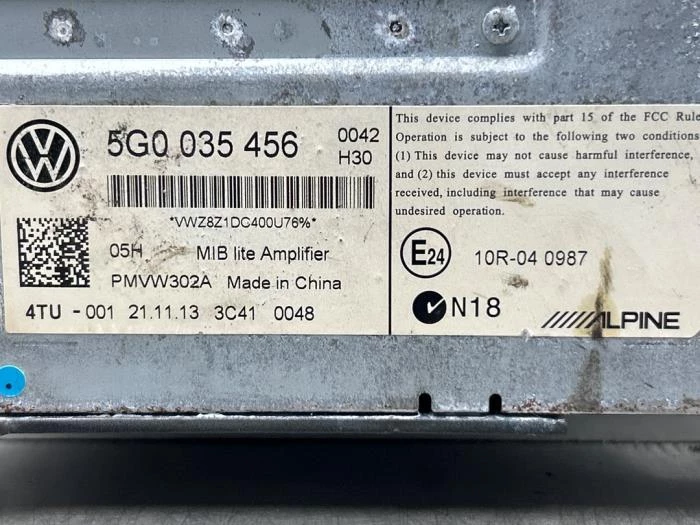 5G0 035 456
0042
H30
*VWZ8Z1DC400U76%*
05H MIB lite Amplifier
PMVW302A Made in China
4TU - 001 21.11.13 3C41 0048
This device complies with part 15 of the FCC Rule
Operation is subject to the following two conditions
(1) This device may not cause harmful interference,
and (2) this device must accept any interference
received, including interference that may cause
undesired operation.
E24 10R-04 0987
N18
ALPINE